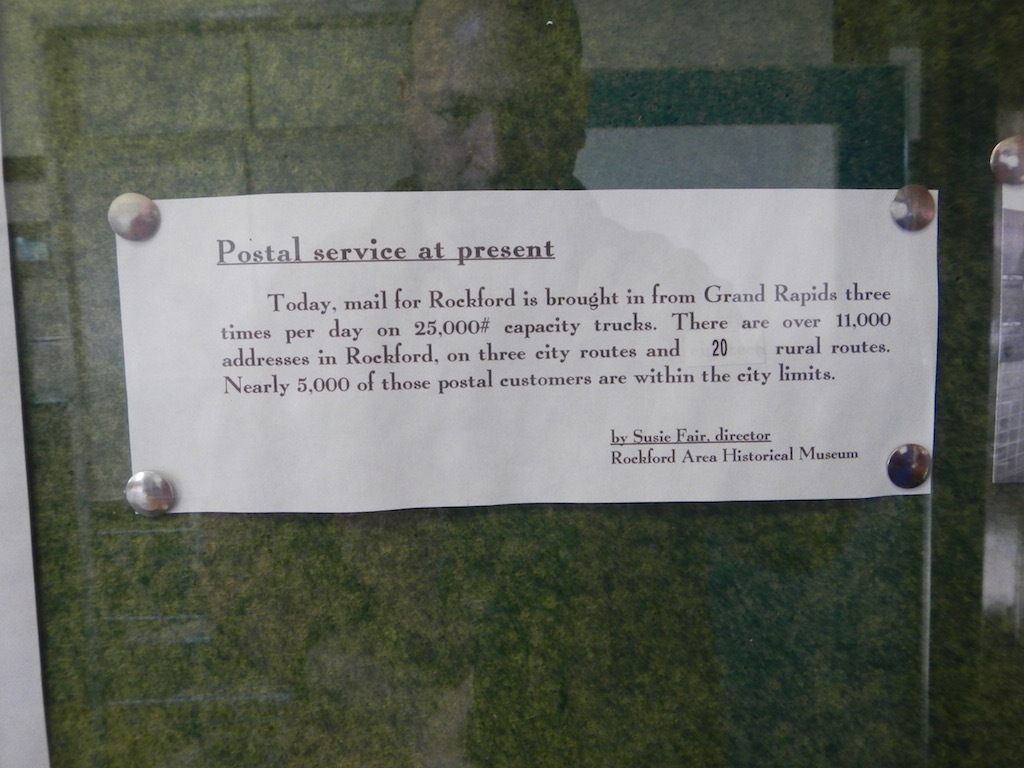 Postal service at present
Today, mail for Rockford is brought in from Grand Rapids three
times per day on 25,000# capacity trucks. There are over 11,000
addresses in Rockford, on three city routes and 20 rural routes.
Nearly 5,000 of those postal customers are within the city limits.
by Susie Fair, director
Rockford Area Historical Museum